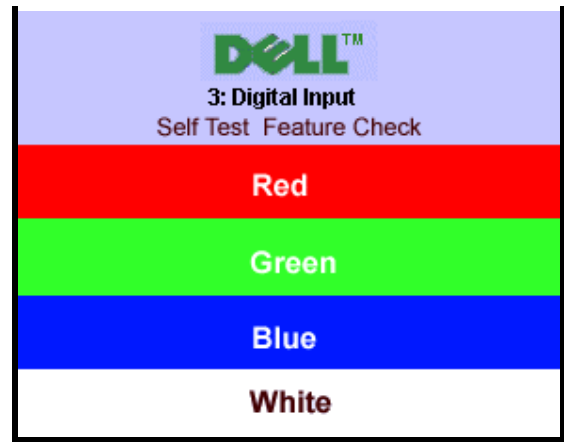 DELL™
3: Digital Input
Self Test Feature Check
Red
Green
Blue
White